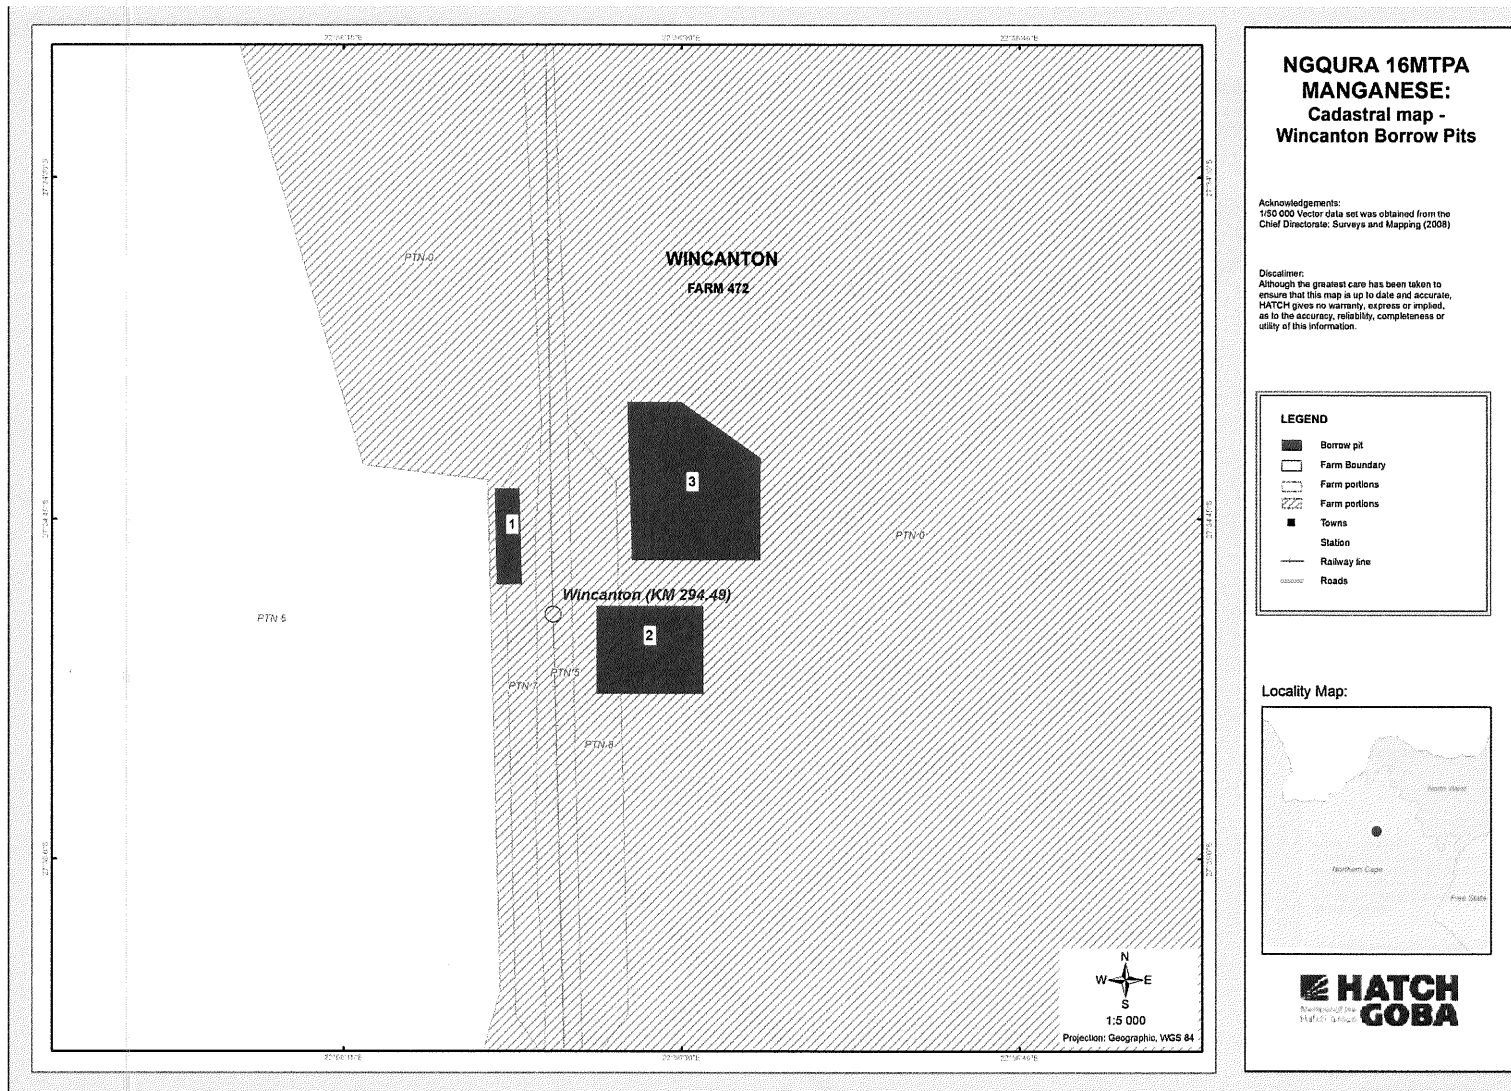 NGQURA 16MTPA
MANGANESE:
Cadastral map -
Wincanton Borrow Pits
Acknowledgements:
1/50 000 Vector data set was obtained from the
Chief Directorate: Surveys and Mapping (2008)
Discalimer:
Although the greatest care has been taken to
ensure that this map is up to date and accurate,
HATCH gives no warranty, express or implied,
as to the accuracy, reliability, completeness or
utility of this information.
LEGEND
Borrow pit
Farm Boundary
Farm portions
Farm portions
Towns
Station
Railway line
Roads
Locality Map:
North West
Northern Cape
Free State
HATCH
GOBA
PTN 0
WINCANTON
FARM 472
3
1
PTN 0
Wincanton (KM 294.49)
PTN 6
2
PTN 5
PTN 7
PTN 8
N
W
E
S
1:5 000
Projection: Geographic, WGS 84